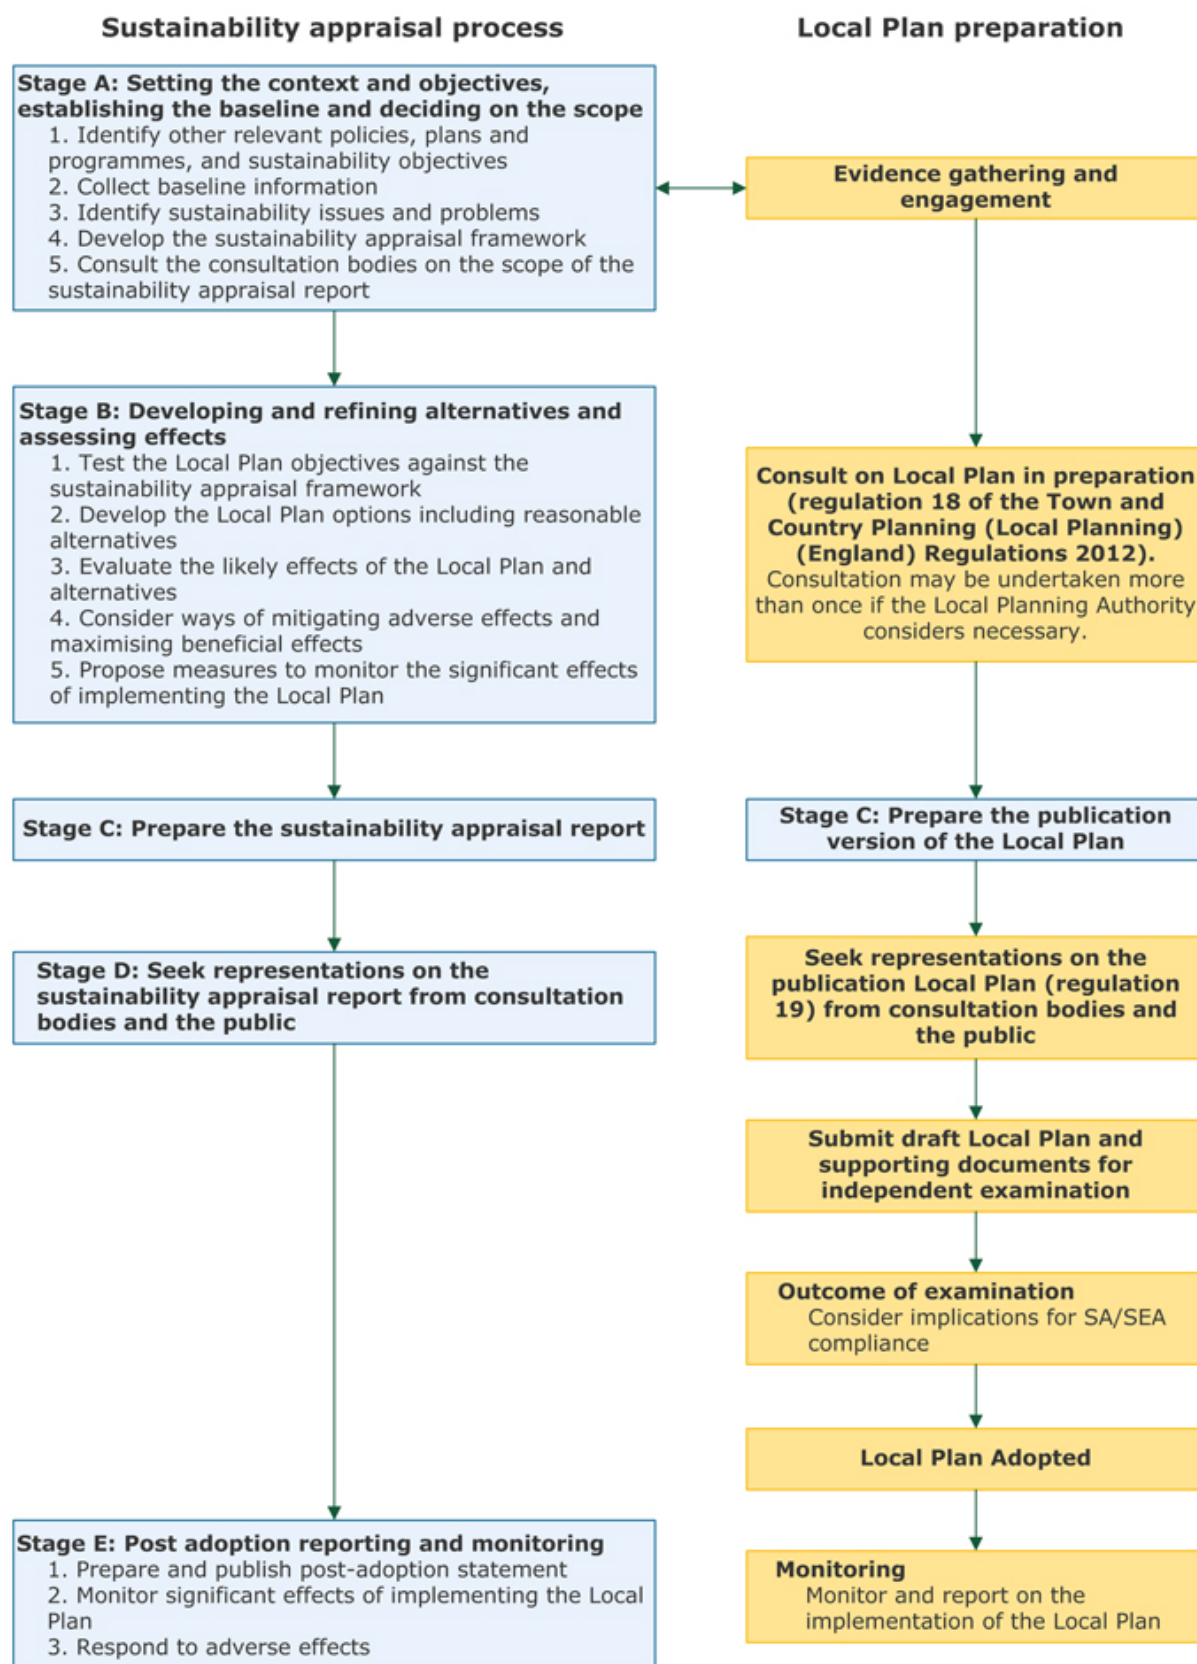 Sustainability appraisal process
Local Plan preparation
Stage A: Setting the context and objectives,
establishing the baseline and deciding on the scope
1. Identify other relevant policies, plans and
programmes, and sustainability objectives
2. Collect baseline information
3. Identify sustainability issues and problems
4. Develop the sustainability appraisal framework
5. Consult the consultation bodies on the scope of the
sustainability appraisal report
Evidence gathering and
engagement
Stage B: Developing and refining alternatives and
assessing effects
1. Test the Local Plan objectives against the
sustainability appraisal framework
2. Develop the Local Plan options including reasonable
alternatives
3. Evaluate the likely effects of the Local Plan and
alternatives
4. Consider ways of mitigating adverse effects and
maximising beneficial effects
5. Propose measures to monitor the significant effects
of implementing the Local Plan
Consult on Local Plan in preparation
(regulation 18 of the Town and
Country Planning (Local Planning)
(England) Regulations 2012).
Consultation may be undertaken more
than once if the Local Planning Authority
considers necessary.
Stage C: Prepare the sustainability appraisal report
Stage C: Prepare the publication
version of the Local Plan
Stage D: Seek representations on the
sustainability appraisal report from consultation
bodies and the public
Seek representations on the
publication Local Plan (regulation
19) from consultation bodies and
the public
Submit draft Local Plan and
supporting documents for
independent examination
Outcome of examination
Consider implications for SA/SEA
compliance
Local Plan Adopted
Stage E: Post adoption reporting and monitoring
1. Prepare and publish post-adoption statement
2. Monitor significant effects of implementing the Local
Plan
3. Respond to adverse effects
Monitoring
Monitor and report on the
implementation of the Local Plan